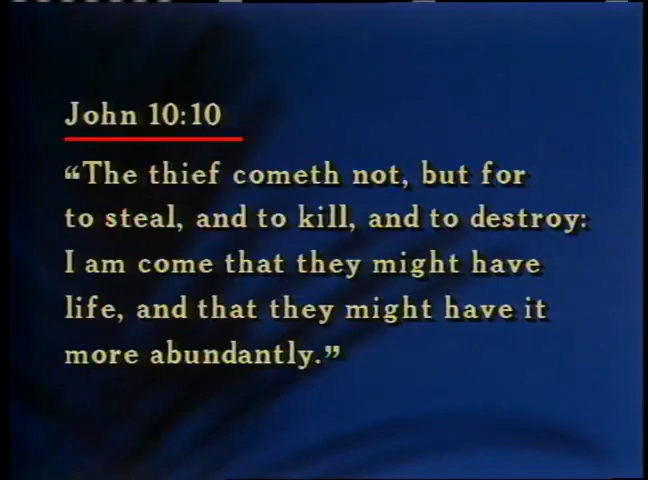 John 10:10
“The thief cometh not, but for
to steal, and to kill, and to destroy:
I am come that they might have
life, and that they might have it
more abundantly.”